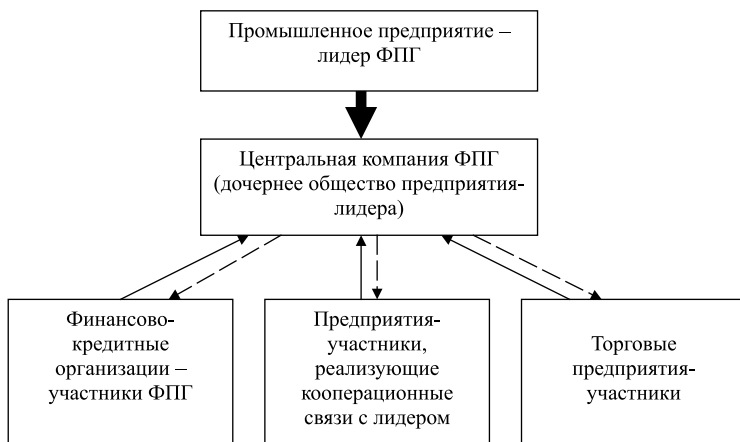 Промышленное предприятие –
лидер ФПГ
Центральная компания ФПГ
(дочернее общество предприятия-
лидера)
Финансово-
кредитные
организации –
участники ФПГ
Предприятия-
участники,
реализующие
кооперационные
связи с лидером
Торговые
предприятия-
участники